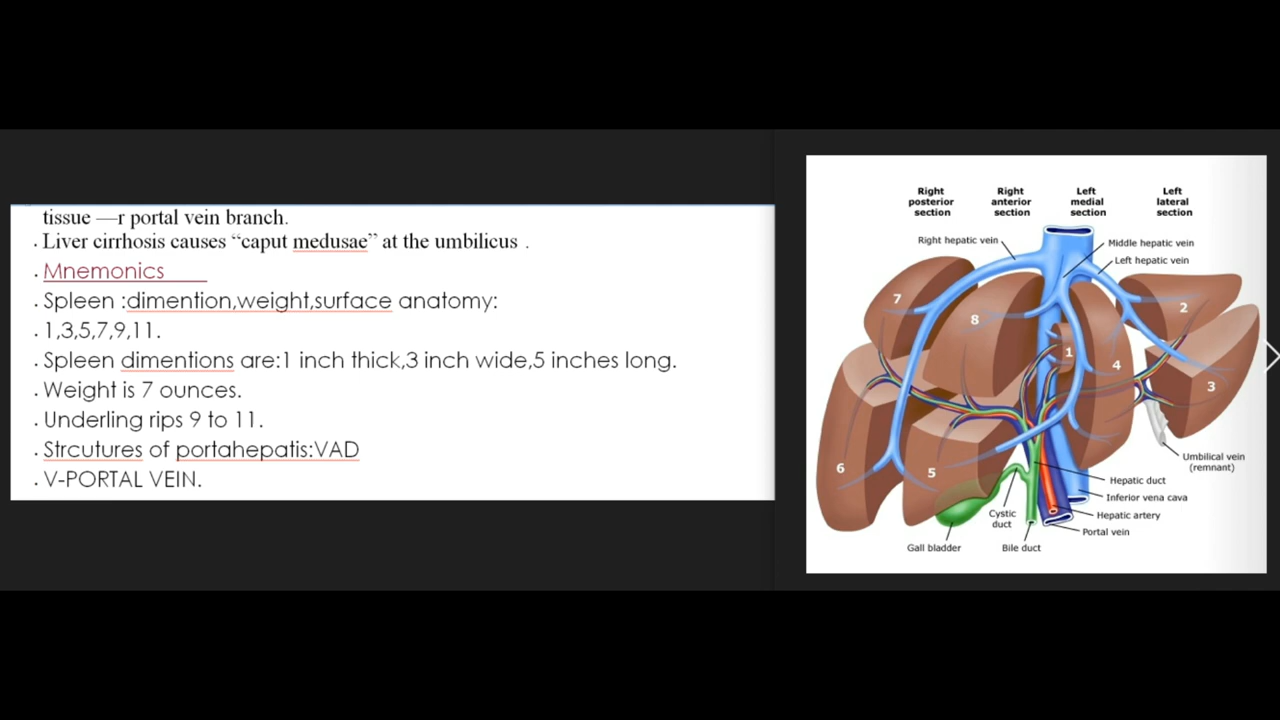 tissue —r portal vein branch.
. Liver cirrhosis causes “caput medusae” at the umbilicus .
. Mnemonics
. Spleen :dimention,weight,surface anatomy:
. 1,3,5,7,9,11.
. Spleen dimentions are:1 inch thick,3 inch wide,5 inches long.
. Weight is 7 ounces.
. Underling rips 9 to 11.
. Strcutures of portahepatis:VAD
. V-PORTAL VEIN.
Right posterior section
Right anterior section
Left medial section
Left lateral section
Right hepatic vein
Middle hepatic vein
Left hepatic vein
7
8
2
1
4
3
6
5
Umbilical vein
(remnant)
Hepatic duct
Inferior vena cava
Hepatic artery
Portal vein
Cystic
duct
Gall bladder
Bile duct